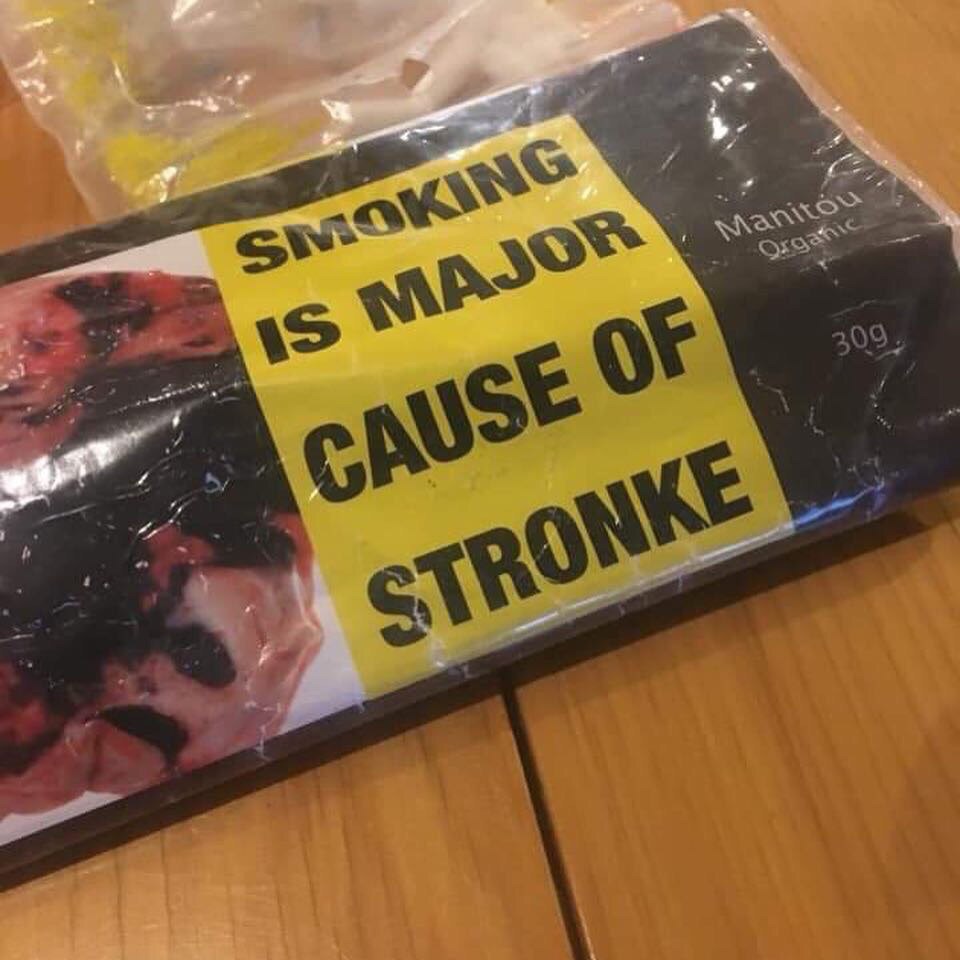 SMOKING
IS MAJOR
CAUSE OF
STRONKE
Manitou
Organic
30g